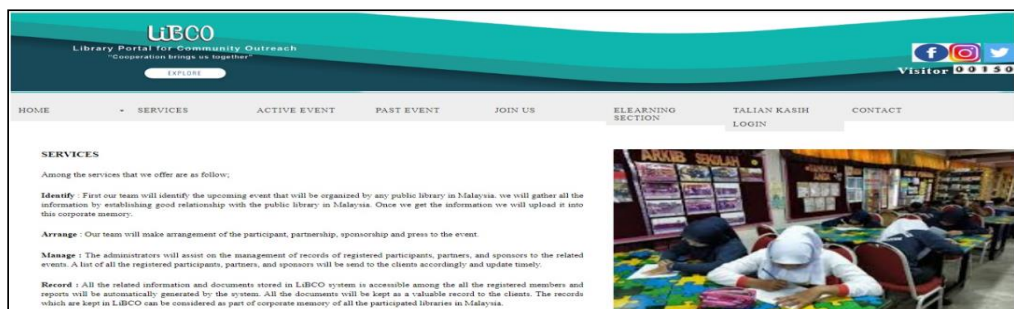 LiBCO
Library Portal for Community Outreach
"Cooperation brings us together"
EXPLORE
Visitor 00150
HOME
SERVICES
ACTIVE EVENT
PAST EVENT
JOIN US
ELEARNING
SECTION
TALIAN KASIH
LOGIN
CONTACT
SERVICES
Among the services that we offer are as follow;
Identify : First our team will identify the upcoming event that will be organized by any public library in Malaysia. we will gather all the
information by establishing good relationship with the public library in Malaysia. Once we get the information we will upload it into
this corporate memory.
Arrange : Our team will make arrangement of the participant, partnership, sponsorship and press to the event.
Manage : The administrators will assist on the management of records of registered participants, partners, and sponsors to the related
events. A list of all the registered participants, partners, and sponsors will be send to the clients accordingly and update timely.
Record : All the related information and documents stored in LiBCO system is accessible among the all the registered members and
reports will be automatically generated by the system. All the documents will be kept as a valuable record to the clients. The records
which are kept in LiBCO can be considered as part of corporate memory of all the participated libraries in Malaysia.
ARKIB SEKOLAH